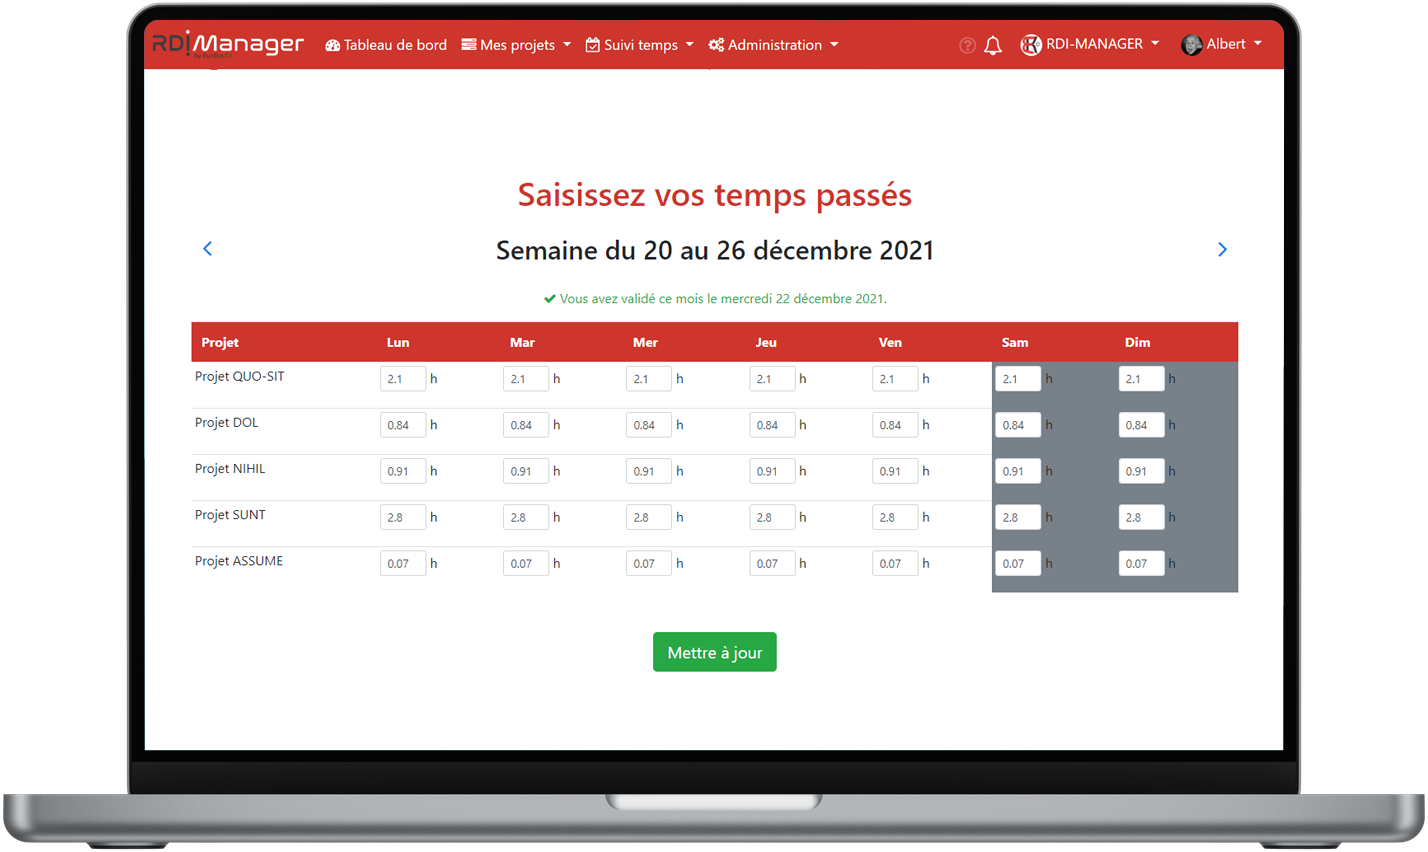 RDiManager Tableau de bord Mes projets Suivi temps Administration RDI-MANAGER Albert
Saisissez vos temps passés
Semaine du 20 au 26 décembre 2021
Vous avez validé ce mois le mercredi 22 décembre 2021.
Projet Lun Mar Mer Jeu Ven Sam Dim
Projet QUO-SIT 2.1 h 2.1 h 2.1 h 2.1 h 2.1 h 2.1 h 2.1 h
Projet DOL 0.84 h 0.84 h 0.84 h 0.84 h 0.84 h 0.84 h 0.84 h
Projet NIHIL 0.91 h 0.91 h 0.91 h 0.91 h 0.91 h 0.91 h 0.91 h
Projet SUNT 2.8 h 2.8 h 2.8 h 2.8 h 2.8 h 2.8 h 2.8 h
Projet ASSUME 0.07 h 0.07 h 0.07 h 0.07 h 0.07 h 0.07 h 0.07 h
Mettre à jour